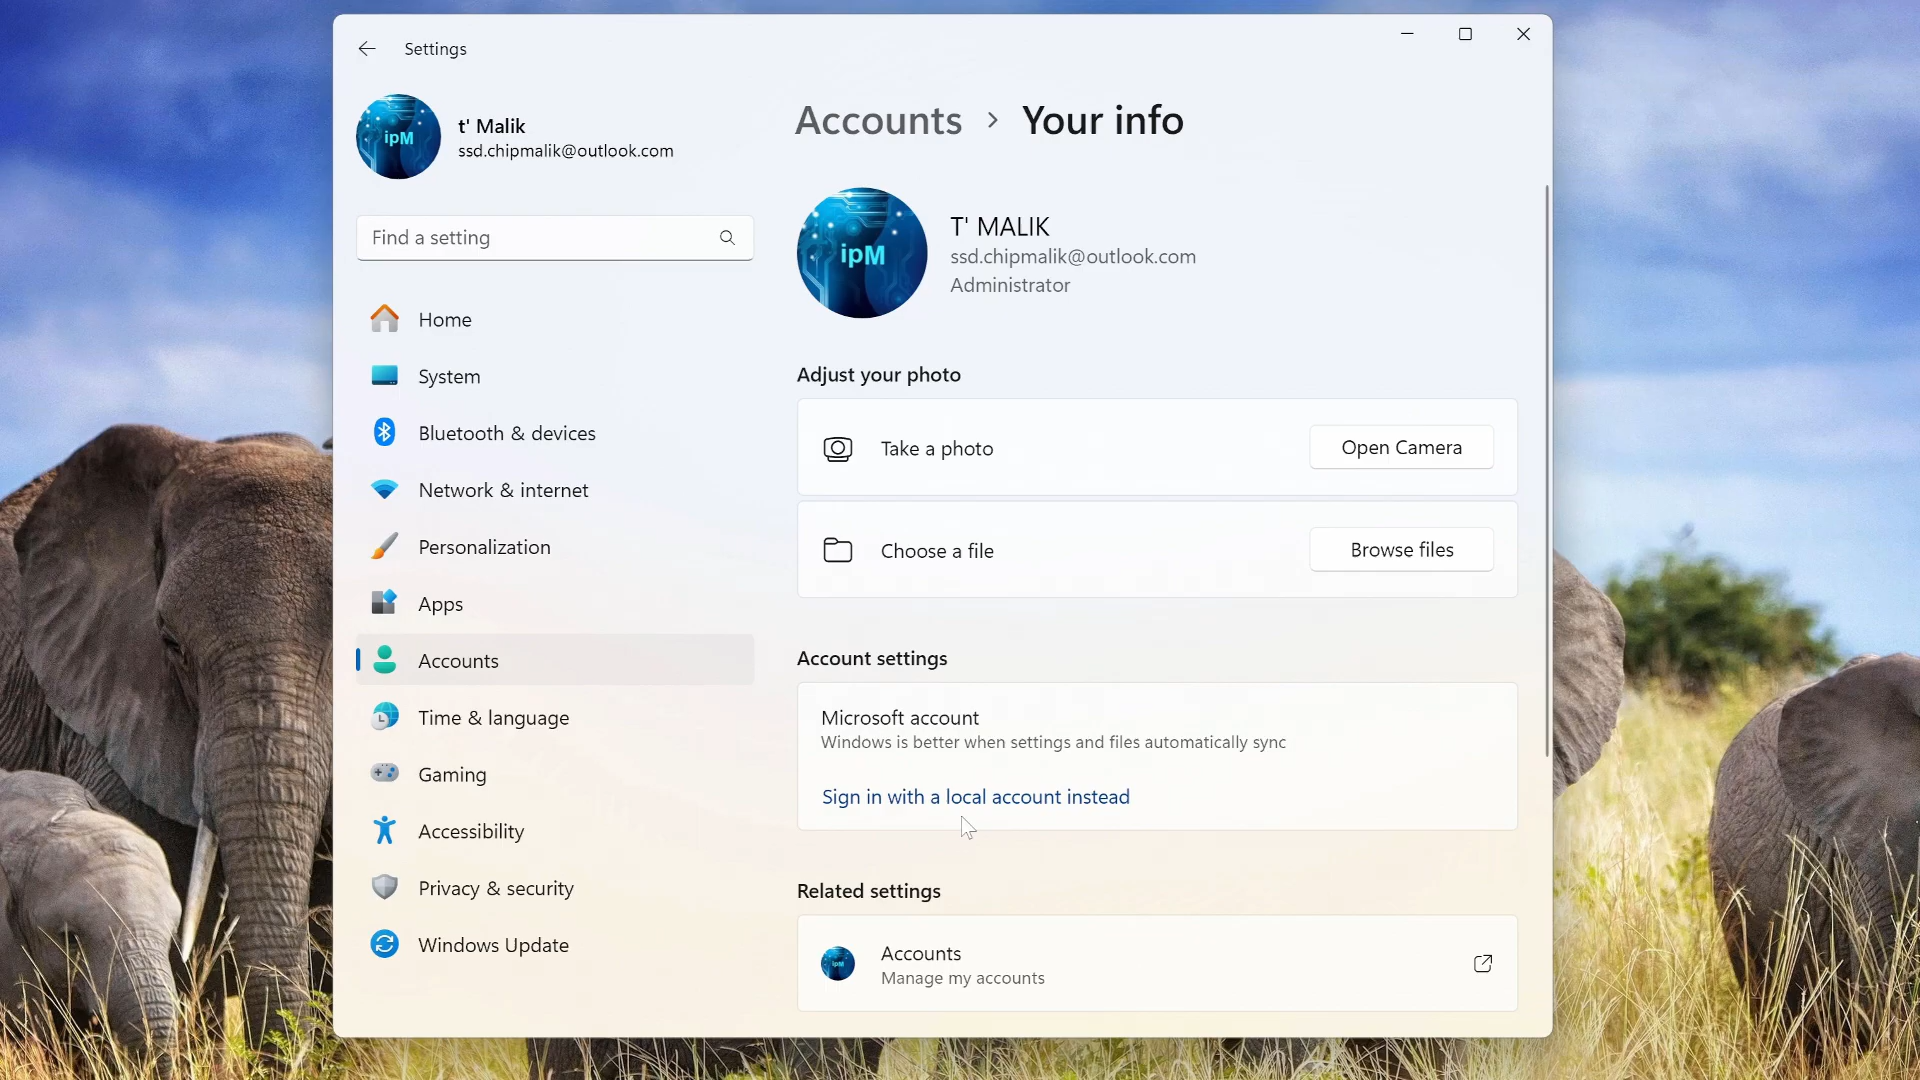 Settings
ipM
t' Malik
ssd.chipmalik@outlook.com
Find a setting
Home
System
Bluetooth & devices
Network & internet
Personalization
Apps
Accounts
Time & language
Gaming
Accessibility
Privacy & security
Windows Update
Accounts > Your info
ipM
T' MALIK
ssd.chipmalik@outlook.com
Administrator
Adjust your photo
Take a photo
Open Camera
Choose a file
Browse files
Account settings
Microsoft account
Windows is better when settings and files automatically sync
Sign in with a local account instead
Related settings
ipM
Accounts
Manage my accounts